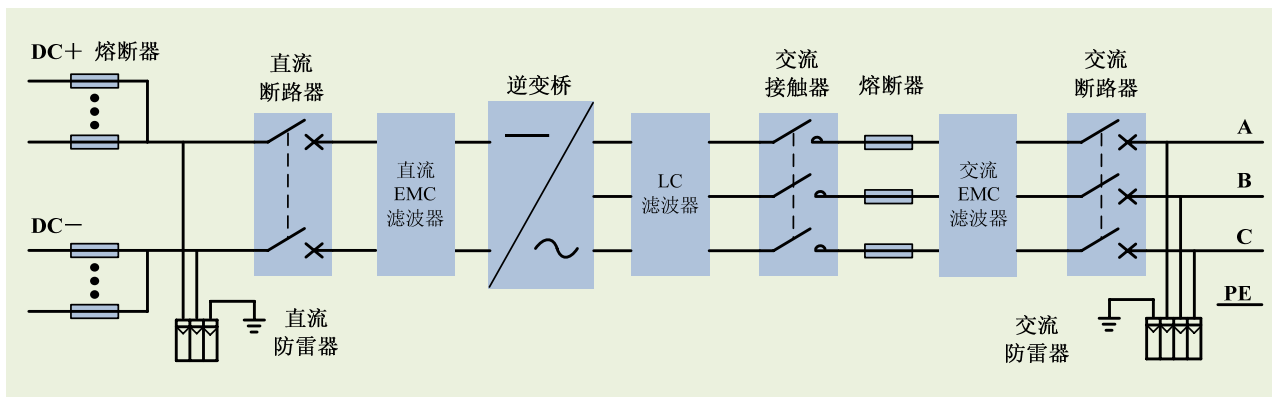 DC＋ 熔断器
直流
断路器
直流
EMC
滤波器
逆变桥
LC
滤波器
交流
接触器
熔断器
交流
EMC
滤波器
交流
断路器
A
B
C
PE
DC－
直流
防雷器
交流
防雷器